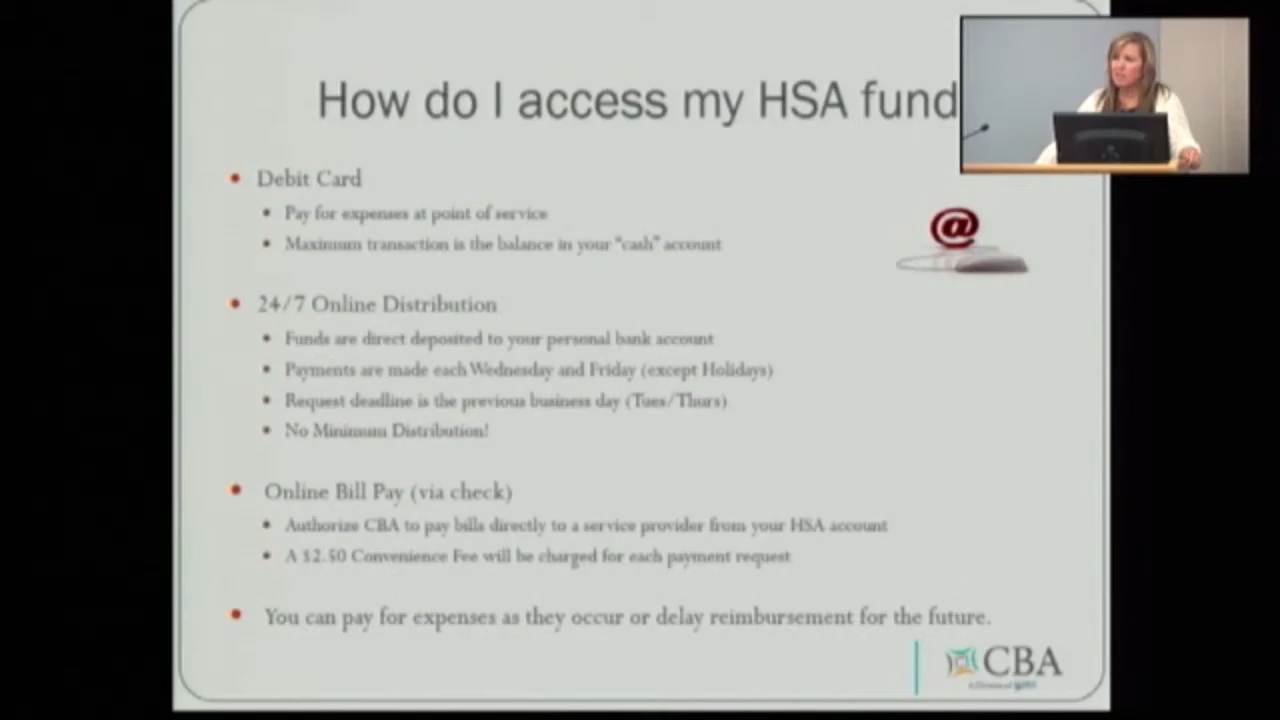 How do I access my HSA fund
• Debit Card
• Pay for expenses at point of service
• Maximum transaction is the balance in your "cash" account
@
• 24/7 Online Distribution
• Funds are direct deposited to your personal bank account
• Payments are made each Wednesday and Friday (except Holidays)
• Request deadline is the previous business day (Tues/Thurs)
• No Minimum Distribution!
• Online Bill Pay (via check)
• Authorize CBA to pay bills directly to a service provider from your HSA account
• A $2.50 Convenience Fee will be charged for each payment request
• You can pay for expenses as they occur or delay reimbursement for the future.
CBA
A Division of